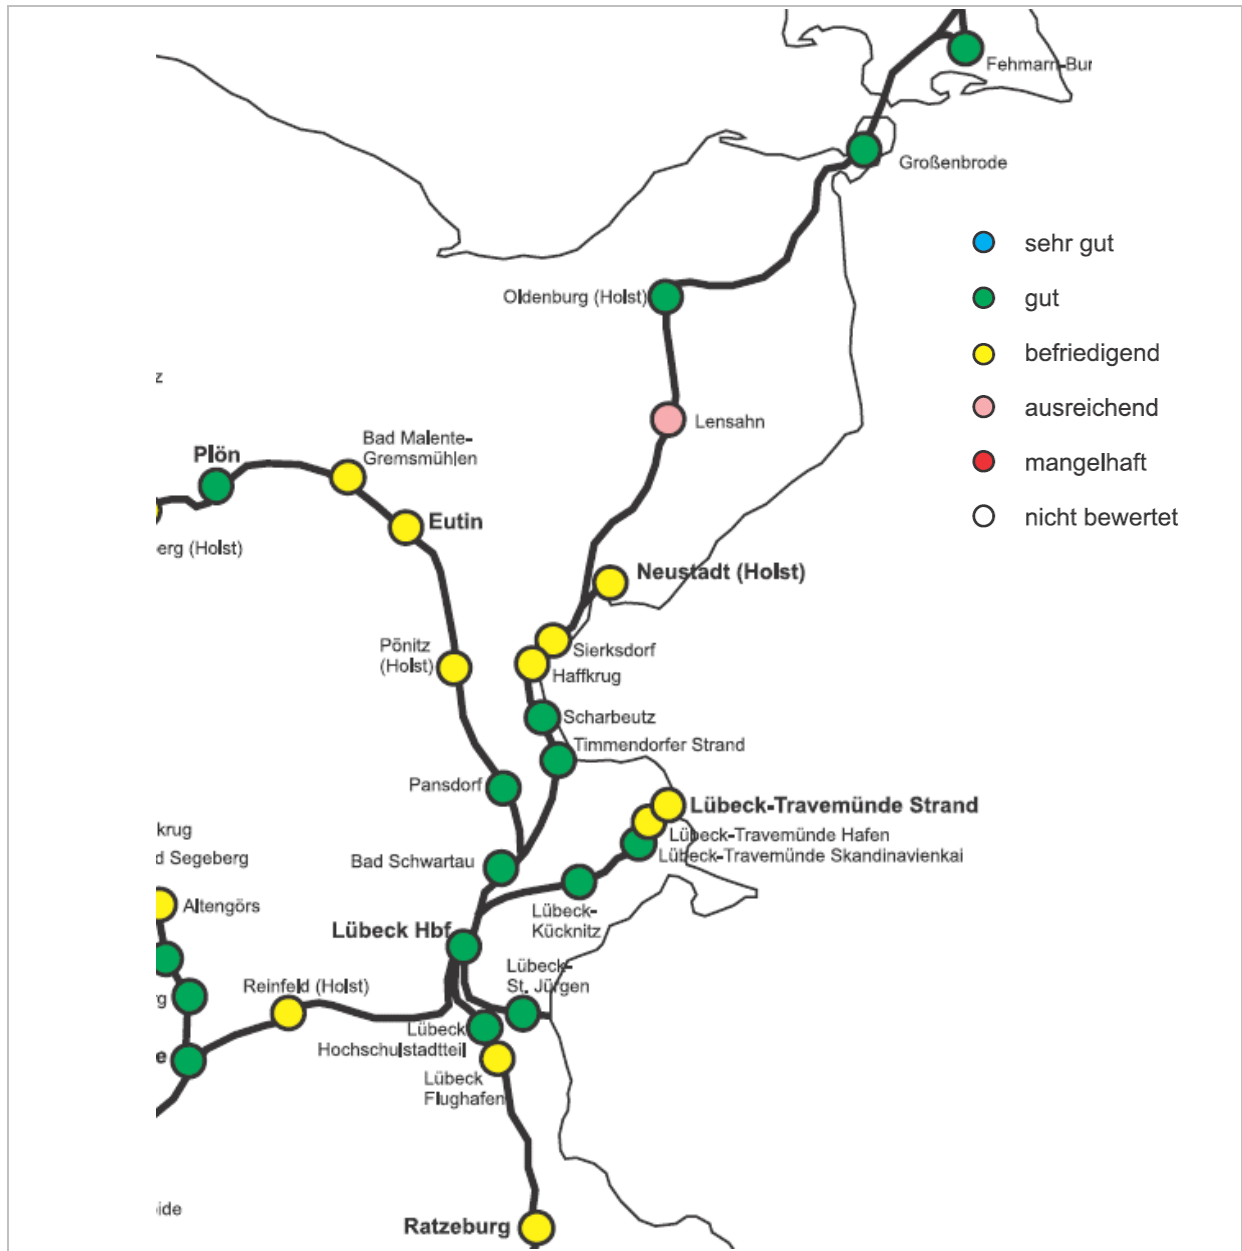 Fehmarn-Bur
Großenbrode
sehr gut
Oldenburg (Holst)
gut
befriedigend
z
ausreichend
Lensahn
Bad Malente-
Gremsmühlen
Plön
mangelhaft
nicht bewertet
Eutin
erg (Holst)
Neustadt (Holst)
Pönitz
(Holst)
Sierksdorf
Haffkrug
Scharbeutz
Timmendorfer Strand
Pansdorf
Lübeck-Travemünde Strand
krug
Lübeck-Travemünde Hafen
Lübeck-Travemünde Skandinavienkai
d Segeberg
Bad Schwartau
Altengörs
Lübeck-
Kücknitz
Lübeck Hbf
Lübeck-
St. Jürgen
Reinfeld (Holst)
rg
Lübeck
Hochschulstadtteil
e
Lübeck
Flughafen
ide
Ratzeburg